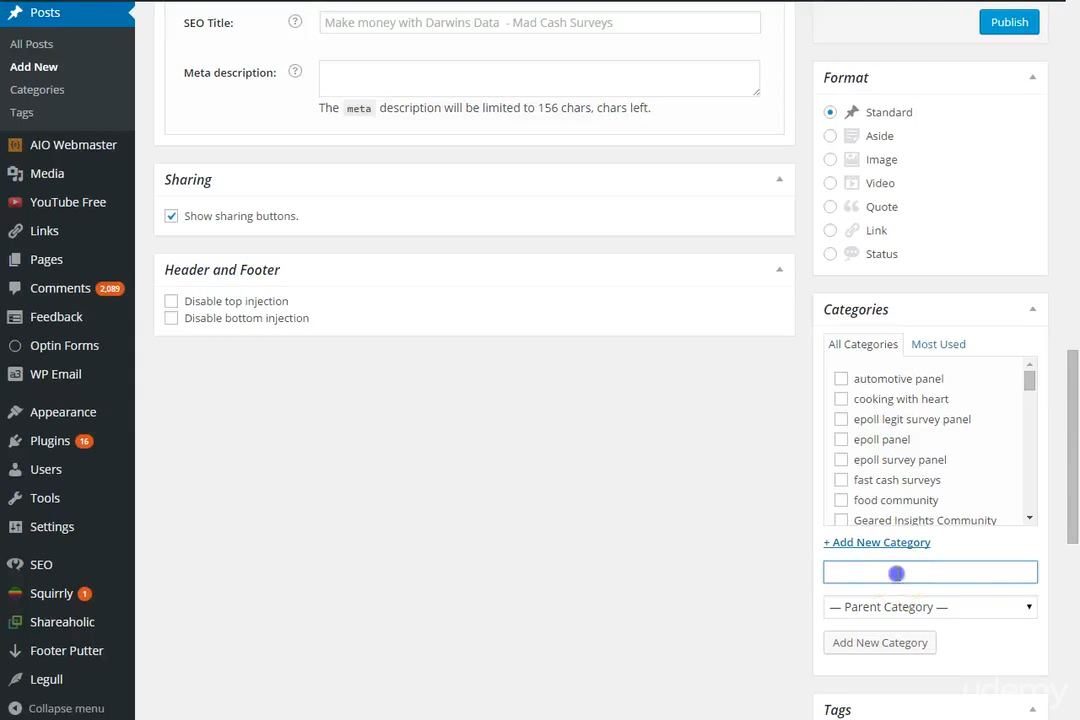 Posts
All Posts
Add New
Categories
Tags
AIO Webmaster
Media
YouTube Free
Links
Pages
Comments 2,089
Feedback
Optin Forms
WP Email
Appearance
Plugins 16
Users
Tools
Settings
SEO
Squirrly 1
Shareaholic
Footer Putter
Legull
Collapse menu
SEO Title: ? Make money with Darwins Data - Mad Cash Surveys
Meta description: ?
The meta description will be limited to 156 chars, chars left.
Sharing
Show sharing buttons.
Header and Footer
Disable top injection
Disable bottom injection
Publish
Format
Standard
Aside
Image
Video
Quote
Link
Status
Categories
All Categories Most Used
automotive panel
cooking with heart
epoll legit survey panel
epoll panel
epoll survey panel
fast cash surveys
food community
Geared Insights Community
+ Add New Category
— Parent Category —
Add New Category
Tags
udemy